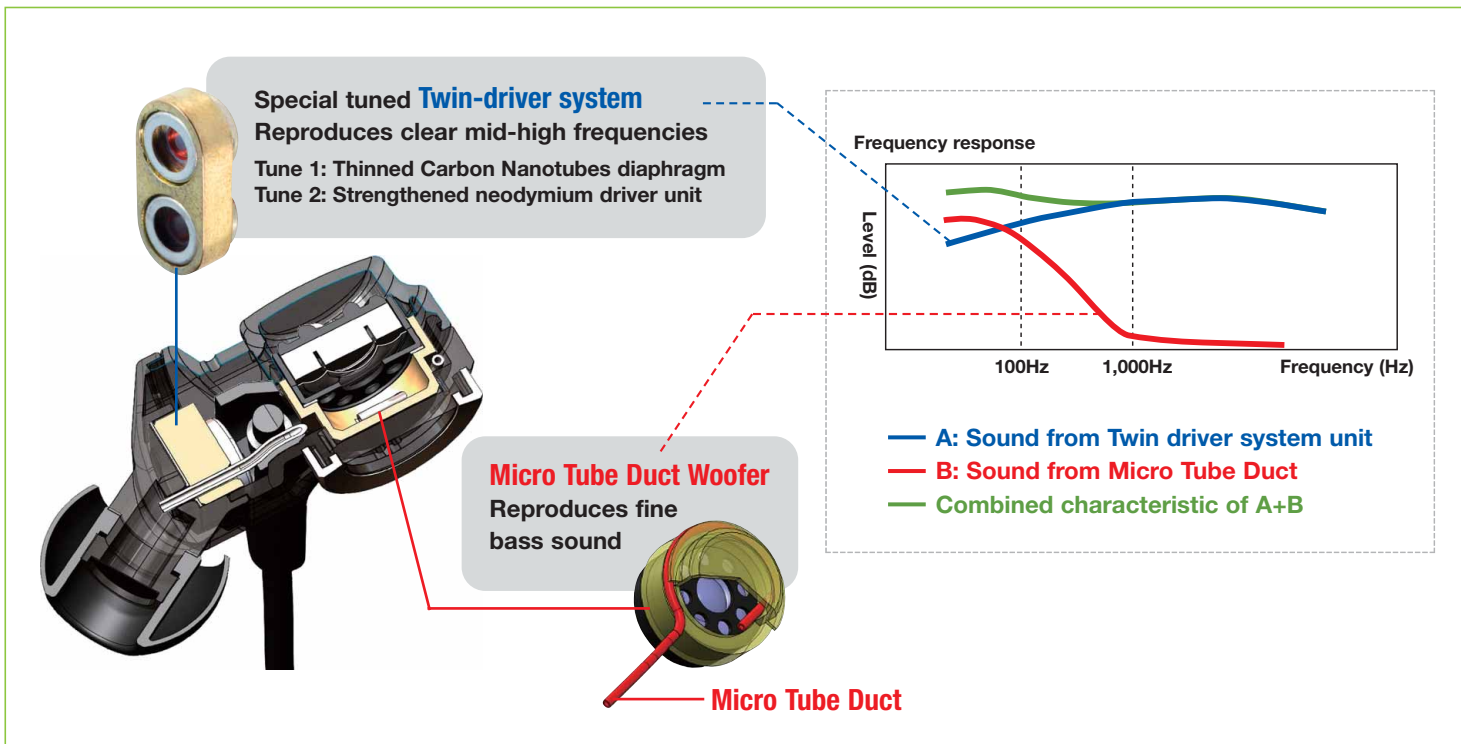 Special tuned Twin-driver system
Reproduces clear mid-high frequencies
Tune 1: Thinned Carbon Nanotubes diaphragm
Tune 2: Strengthened neodymium driver unit
Frequency response
Level (dB)
100Hz
1,000Hz
Frequency (Hz)
A: Sound from Twin driver system unit
B: Sound from Micro Tube Duct
Combined characteristic of A+B
Micro Tube Duct Woofer
Reproduces fine
bass sound
Micro Tube Duct